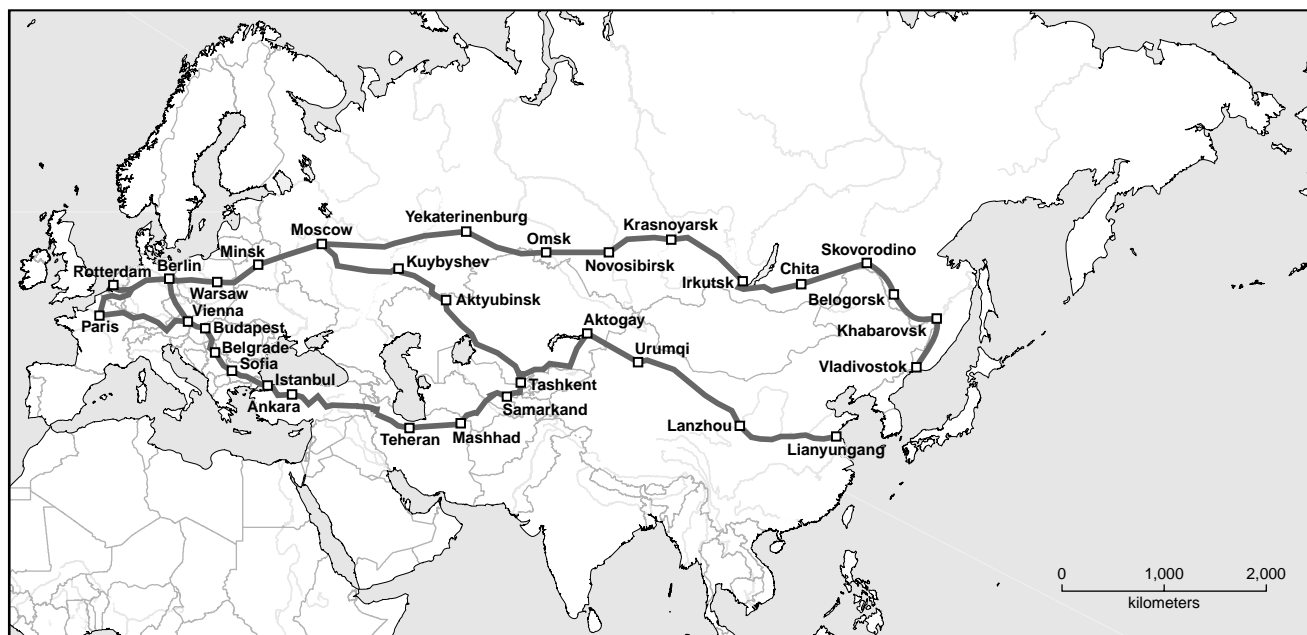 Yekaterinenburg
Krasnoyarsk
Moscow
Omsk
Skovorodino
Minsk
Novosibirsk
Kuybyshev
Chita
Rotterdam
Berlin
Irkutsk
Warsaw
Belogorsk
Aktyubinsk
Vienna
Paris
Budapest
Aktogay
Khabarovsk
Urumqi
Belgrade
Sofia
Vladivostok
Istanbul
Tashkent
Änkara
Samarkand
Teheran
Mashhad
Lanzhou
Lianyungang
0 1,000 2,000
kilometers